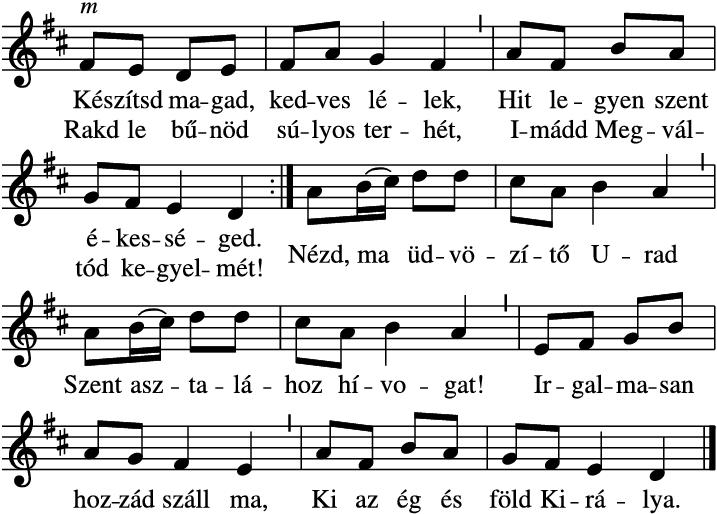 m
Készítsd ma – gad, ked – ves lé – lek, Hit le – gyen szent
Rakd le bű – nöd sú – lyos ter – hét, I – mádd Meg – vál –
é – kes – sé – ged.
tód ke – gyel – mét!
Nézd, ma üd – vö – zí – tő U – rad
Szent asz – ta – lá – hoz hí – vo – gat! Ir – gal – ma – san
hoz – zád száll ma, Ki az ég és föld Ki – rá – lya.